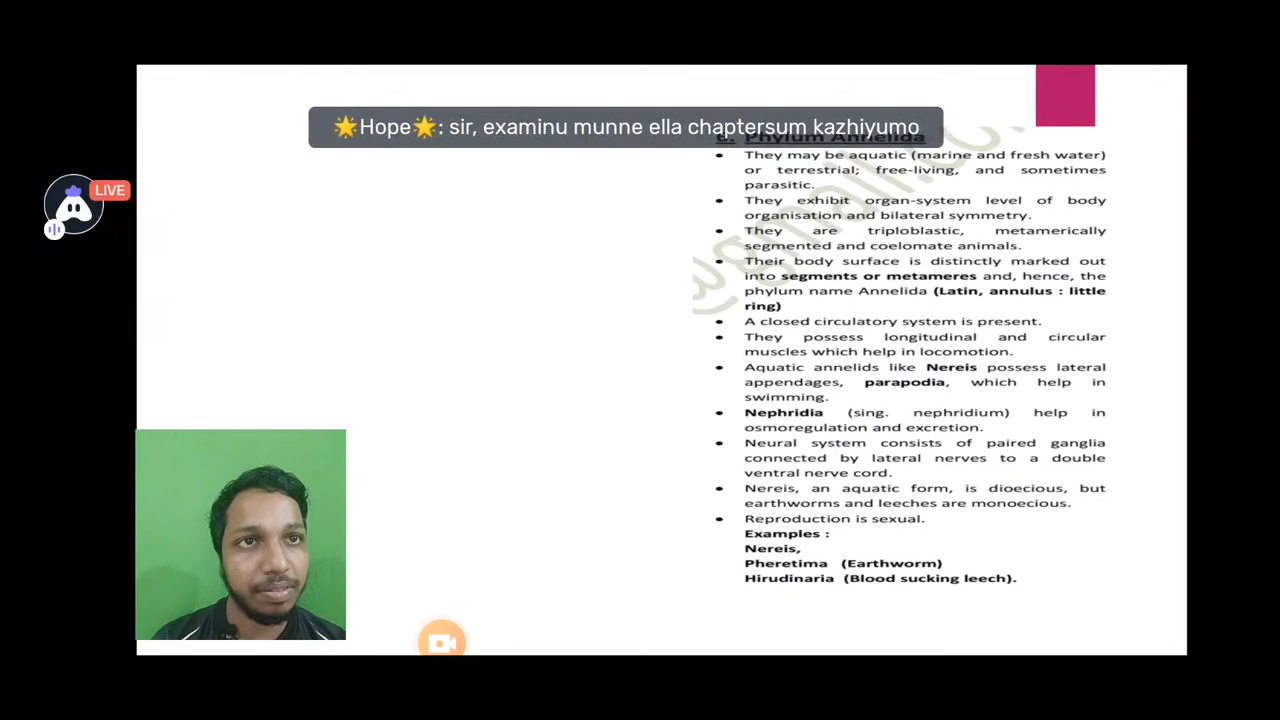 🌟Hope🌟: sir, examinu munne ella chaptersum kazhiyumo
LIVE
Phylum Annelida
• They may be aquatic (marine and fresh water)
or terrestrial; free-living, and sometimes
parasitic.
• They exhibit organ-system level of body
organisation and bilateral symmetry.
• They are triploblastic, metamerically
segmented and coelomate animals.
• Their body surface is distinctly marked out
into segments or metameres and, hence, the
phylum name Annelida (Latin, annulus : little
ring)
• A closed circulatory system is present.
• They possess longitudinal and circular
muscles which help in locomotion.
• Aquatic annelids like Nereis possess lateral
appendages, parapodia, which help in
swimming.
• Nephridia (sing. nephridium) help in
osmoregulation and excretion.
• Neural system consists of paired ganglia
connected by lateral nerves to a double
ventral nerve cord.
• Nereis, an aquatic form, is dioecious, but
earthworms and leeches are monoecious.
• Reproduction is sexual.
Examples :
Nereis,
Pheretima (Earthworm)
Hirudinaria (Blood sucking leech).